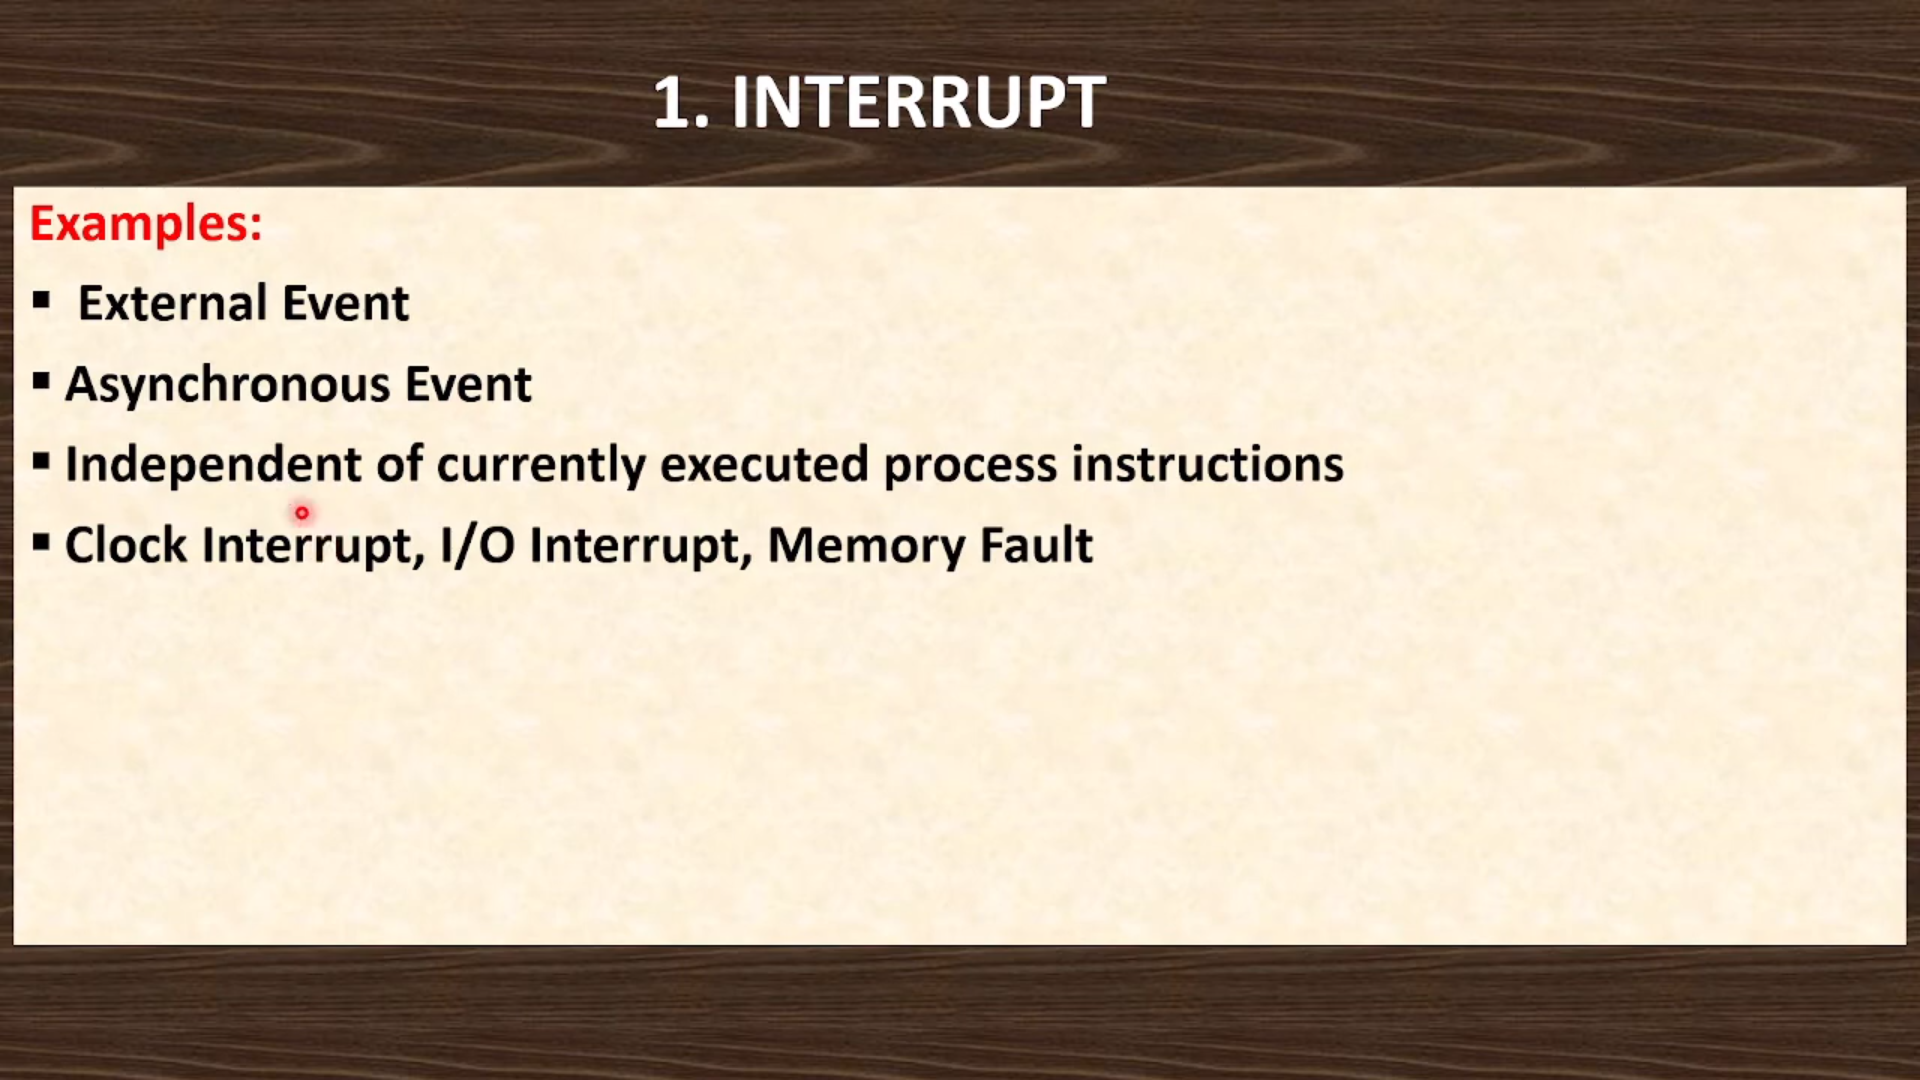 1. INTERRUPT
Examples:
▪ External Event
▪ Asynchronous Event
▪ Independent of currently executed process instructions
▪ Clock Interrupt, I/O Interrupt, Memory Fault